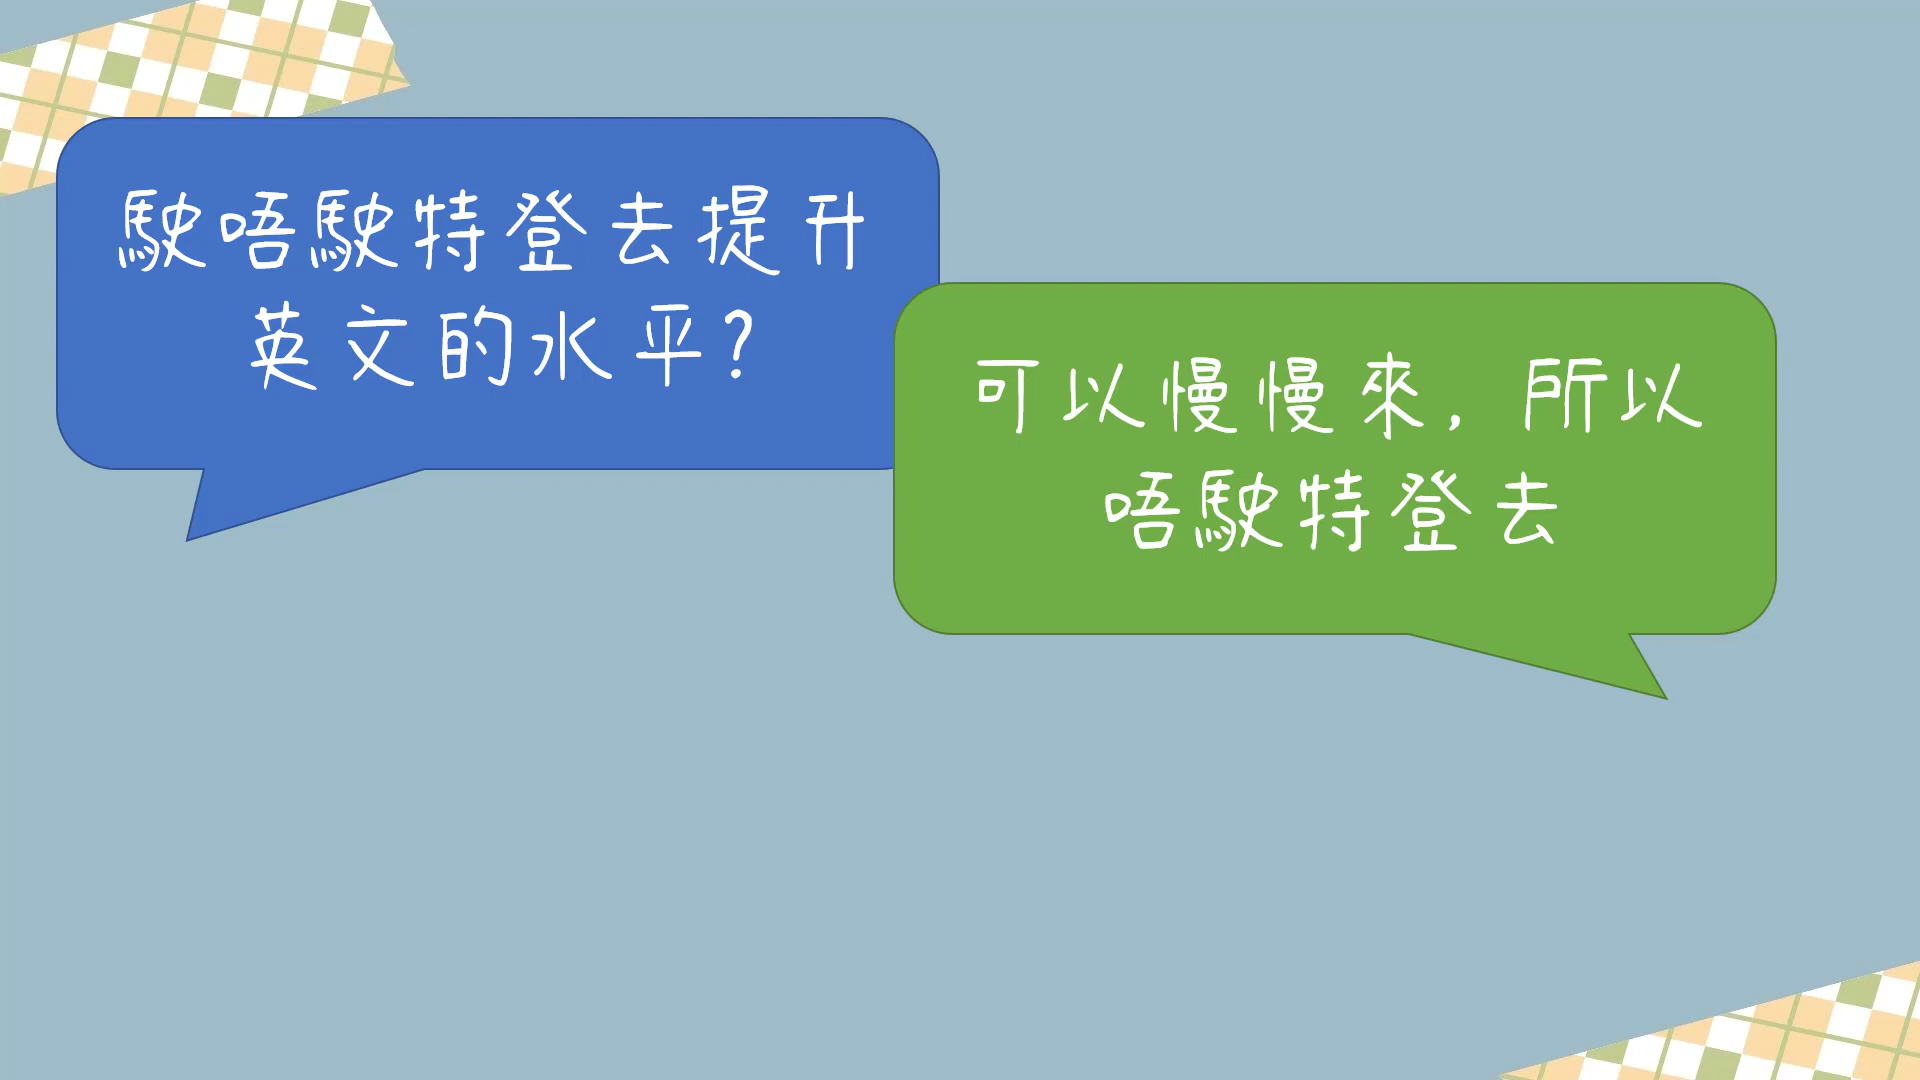 駛唔駛特登去提升
英文的水平？
可以慢慢來，所以
唔駛特登去